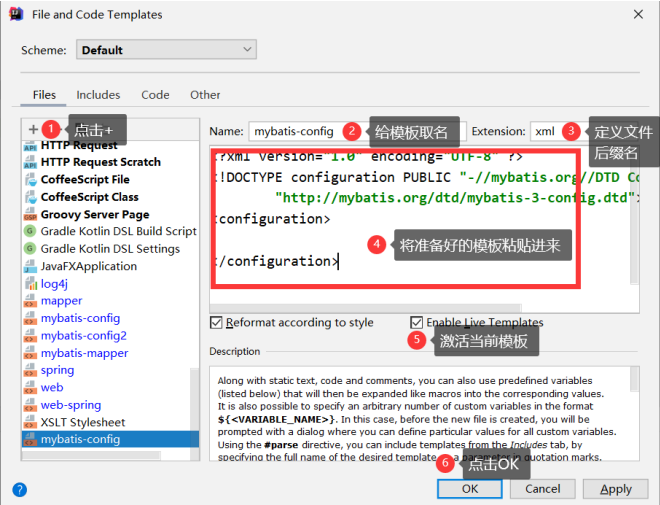 File and Code Templates
Scheme: Default
Files Includes Code Other
1 点击+
Name: mybatis-config 2 给模板取名 Extension: xml 3 定义文件后缀名
HTTP Request
HTTP Request Scratch
CoffeeScript File
CoffeeScript Class
Groovy Server Page
Gradle Kotlin DSL Build Script
Gradle Kotlin DSL Settings
JavaFXApplication
log4j
mapper
mybatis-config
mybatis-config2
mybatis-mapper
spring
web
web-spring
XSLT Stylesheet
mybatis-config
<?xml version="1.0" encoding="UTF-8" ?>
<!DOCTYPE configuration PUBLIC "-//mybatis.org//DTD Co
"http://mybatis.org/dtd/mybatis-3-config.dtd">
<configuration>
4 将准备好的模板粘贴进来
</configuration>
Reformat according to style Enable Live Templates
5 激活当前模板
Description
Along with static text, code and comments, you can also use predefined variables
(listed below) that will then be expanded like macros into the corresponding values.
It is also possible to specify an arbitrary number of custom variables in the format
${<VARIABLE_NAME>}. In this case, before the new file is created, you will be
prompted with a dialog where you can define particular values for all custom variables.
Using the #parse directive, you can include templates from the Includes tab, by
specifying the full name of the desired template as a parameter in quotation marks.
6 点击OK
? OK Cancel Apply